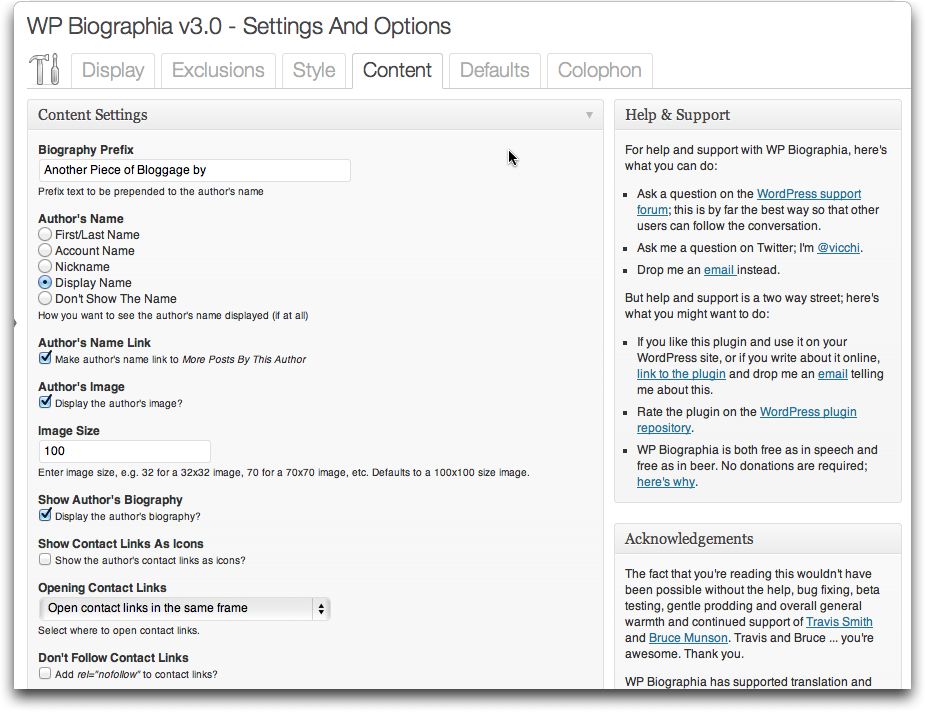 WP Biographia v3.0 - Settings And Options
Display Exclusions Style Content Defaults Colophon
Content Settings
Biography Prefix
Another Piece of Bloggage by
Prefix text to be prepended to the author's name
Author's Name
First/Last Name
Account Name
Nickname
Display Name
Don't Show The Name
How you want to see the author's name displayed (if at all)
Author's Name Link
Make author's name link to More Posts By This Author
Author's Image
Display the author's image?
Image Size
100
Enter image size, e.g. 32 for a 32x32 image, 70 for a 70x70 image, etc. Defaults to a 100x100 size image.
Show Author's Biography
Display the author's biography?
Show Contact Links As Icons
Show the author's contact links as icons?
Opening Contact Links
Open contact links in the same frame
Select where to open contact links.
Don't Follow Contact Links
Add rel="nofollow" to contact links?
Help & Support
For help and support with WP Biographia, here's
what you can do:
Ask a question on the WordPress support
forum; this is by far the best way so that other
users can follow the conversation.
Ask me a question on Twitter; I'm @vicchi.
Drop me an email instead.
But help and support is a two way street; here's
what you might want to do:
If you like this plugin and use it on your
WordPress site, or if you write about it online,
link to the plugin and drop me an email telling
me about this.
Rate the plugin on the WordPress plugin
repository.
WP Biographia is both free as in speech and
free as in beer. No donations are required;
here's why.
Acknowledgements
The fact that you're reading this wouldn't have
been possible without the help, bug fixing, beta
testing, gentle prodding and overall general
warmth and continued support of Travis Smith
and Bruce Munson. Travis and Bruce ... you're
awesome. Thank you.
WP Biographia has supported translation and